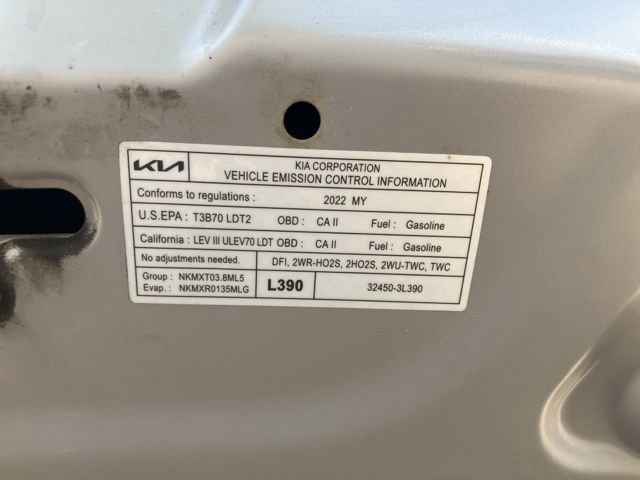 KIA
KIA CORPORATION
VEHICLE EMISSION CONTROL INFORMATION
Conforms to regulations : 2022 MY
U.S.EPA : T3B70 LDT2 OBD : CA II Fuel : Gasoline
California : LEV III ULEV70 LDT OBD : CA II Fuel : Gasoline
No adjustments needed. DFI, 2WR-HO2S, 2HO2S, 2WU-TWC, TWC
Group : NKMXT03.8ML5
Evap. : NKMXR0135MLG
L390
32450-3L390